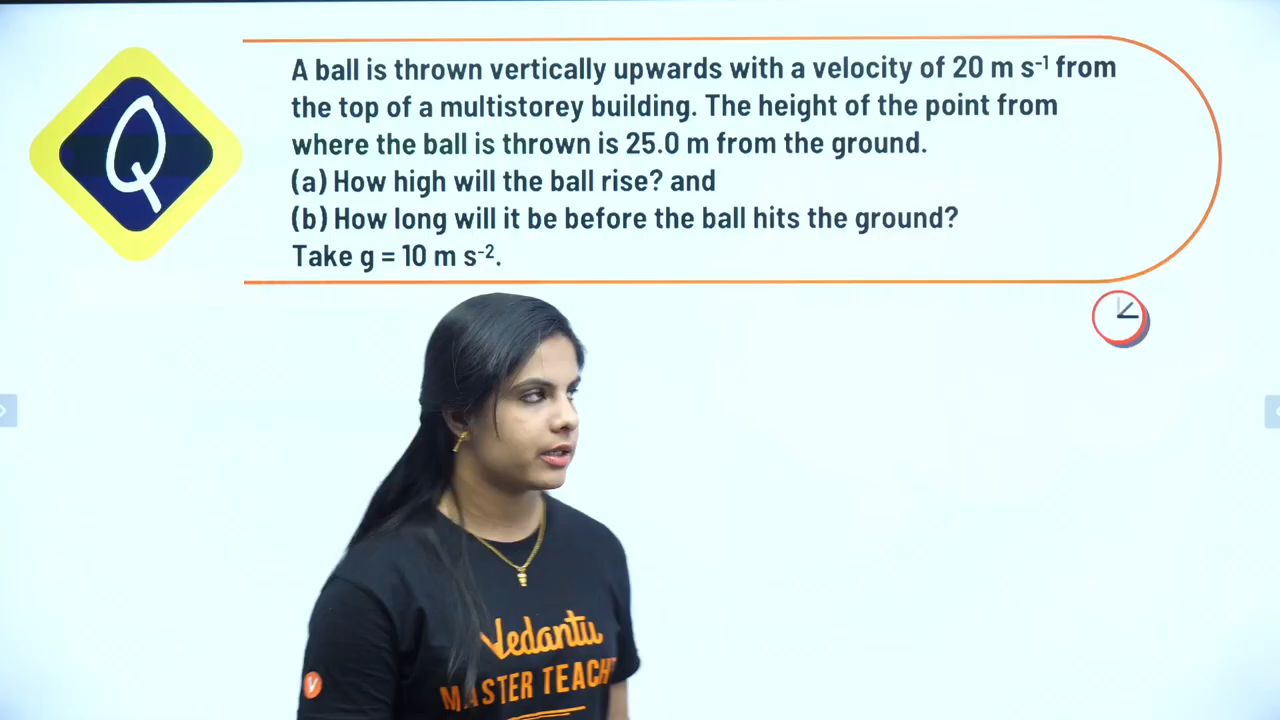 Q
A ball is thrown vertically upwards with a velocity of 20 m s⁻¹ from
the top of a multistorey building. The height of the point from
where the ball is thrown is 25.0 m from the ground.
(a) How high will the ball rise? and
(b) How long will it be before the ball hits the ground?
Take g = 10 m s⁻².
Vedantu
V